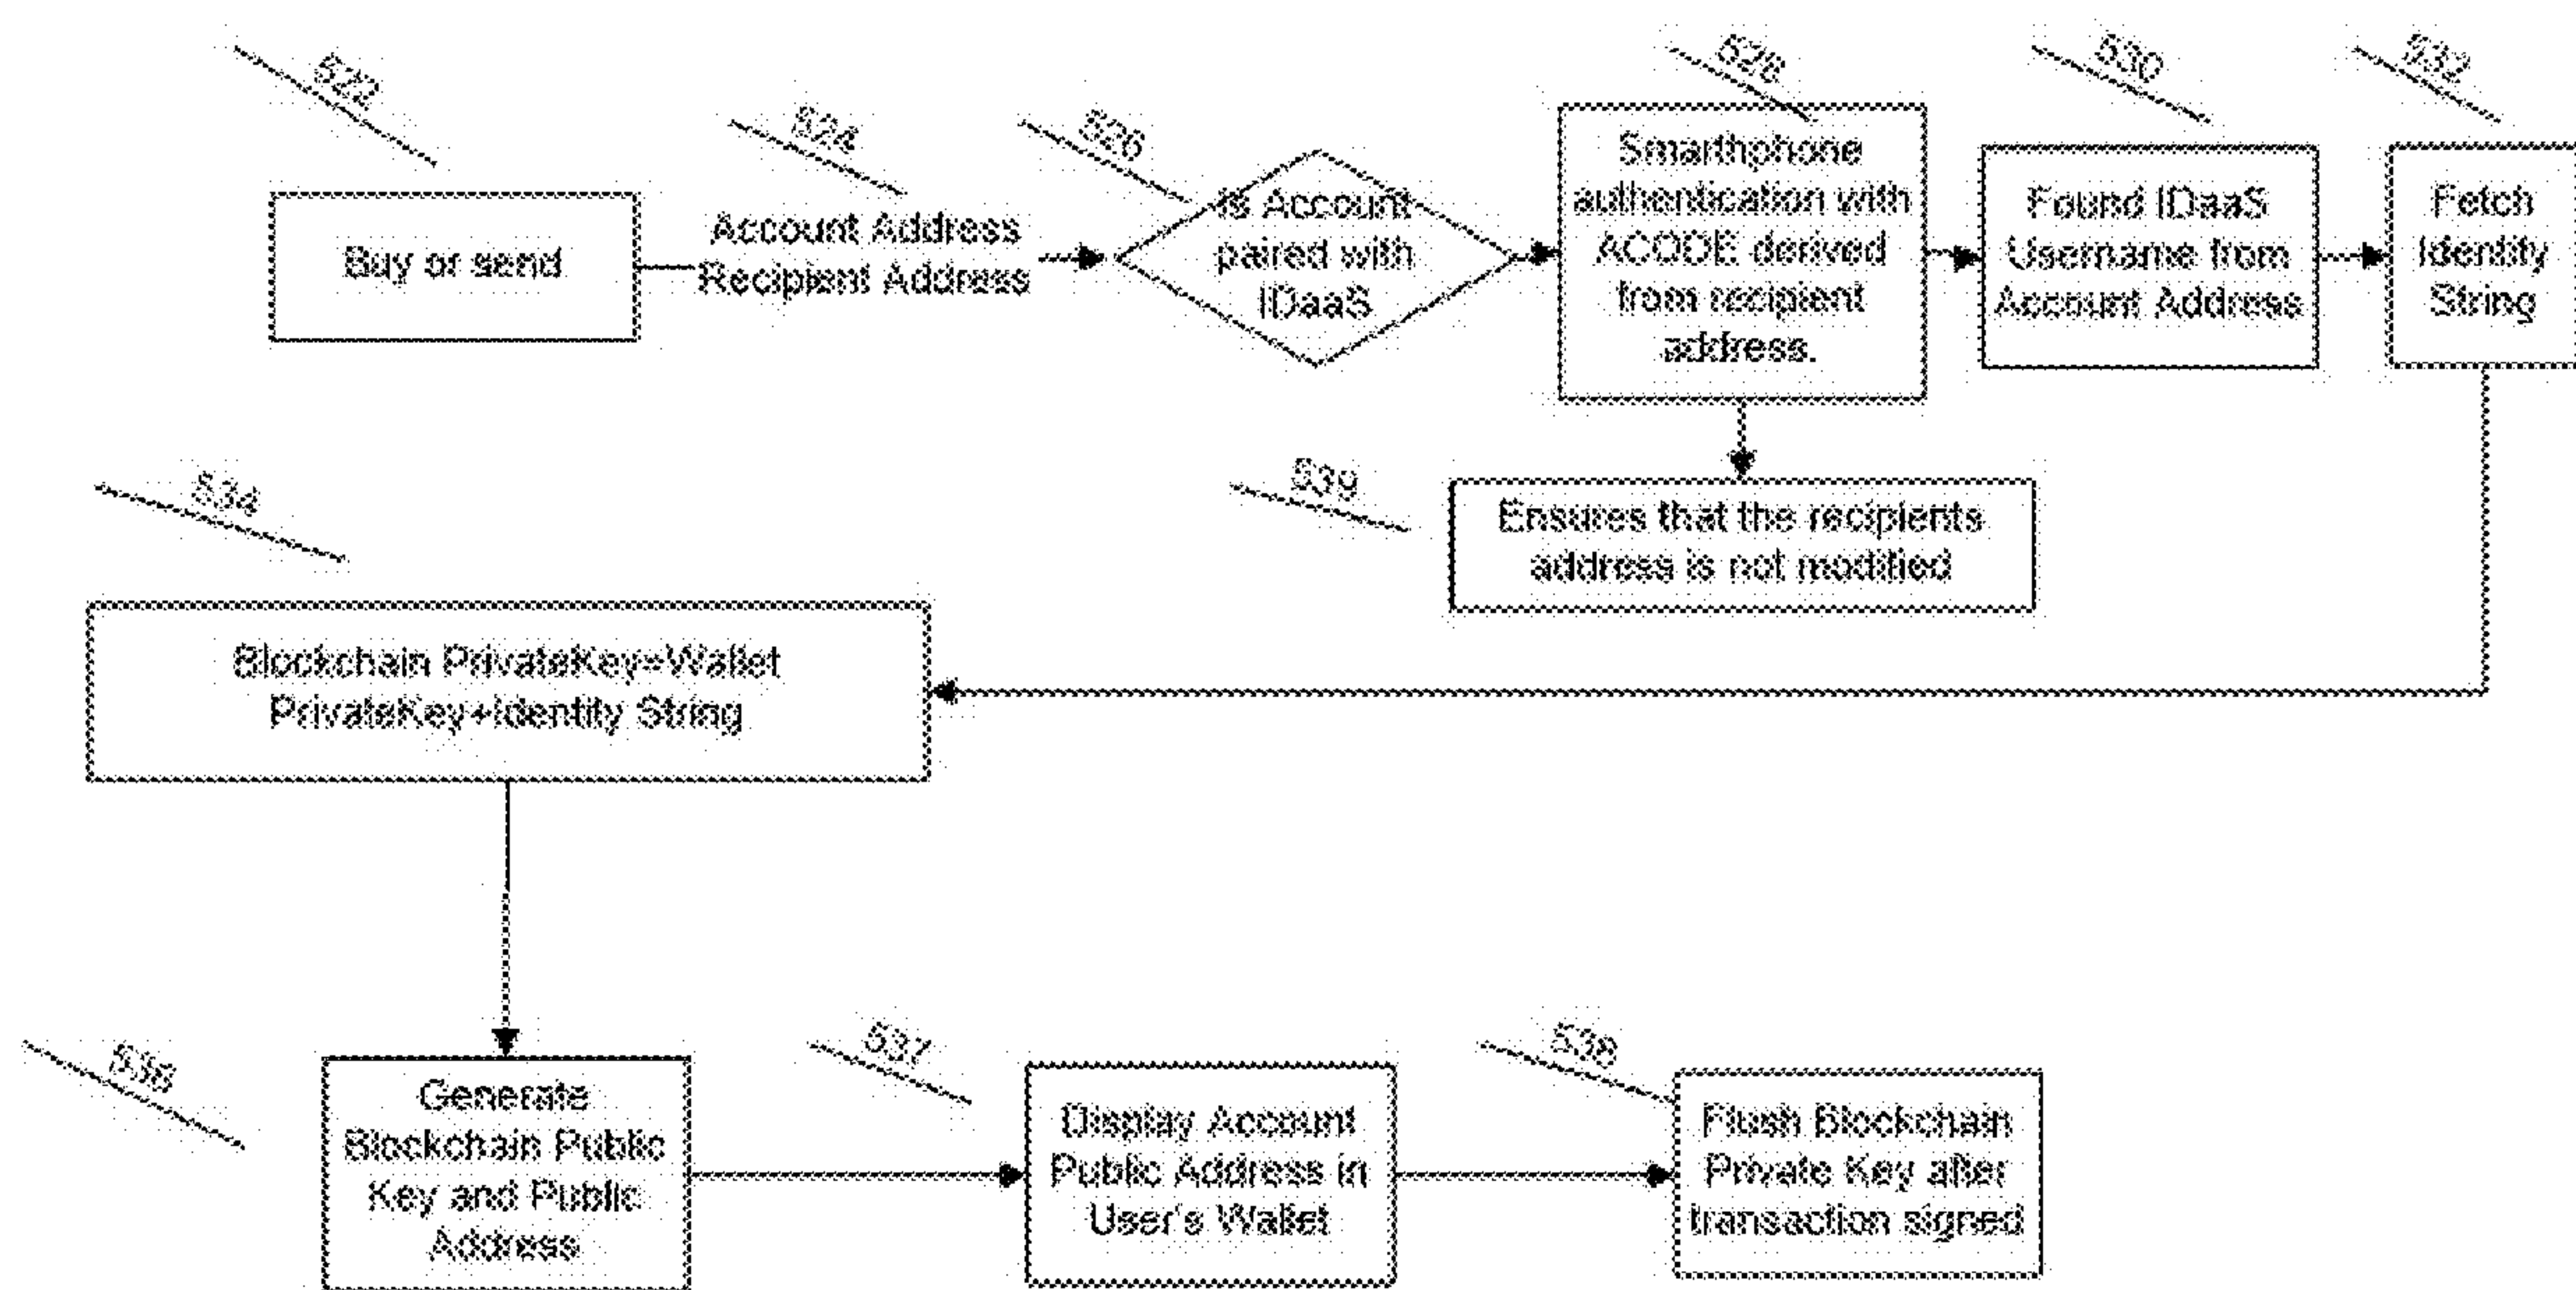 522
Buy or send
524
Account Address
Recipient Address
526
Is Account
paired with
IDaaS
528
Smarthphone
authentication with
ACODE derived
from recipient
address.
530
Found IDaaS
Username from
Account Address
532
Fetch
Identity
String
539
Ensures that the recipients
address is not modified
534
Blockchain PrivateKey=Wallet
PrivateKey+Identity String
536
Generate
Blockchain Public
Key and Public
Address
537
Display Account
Public Address in
User's Wallet
538
Flush Blockchain
Private Key after
transaction signed